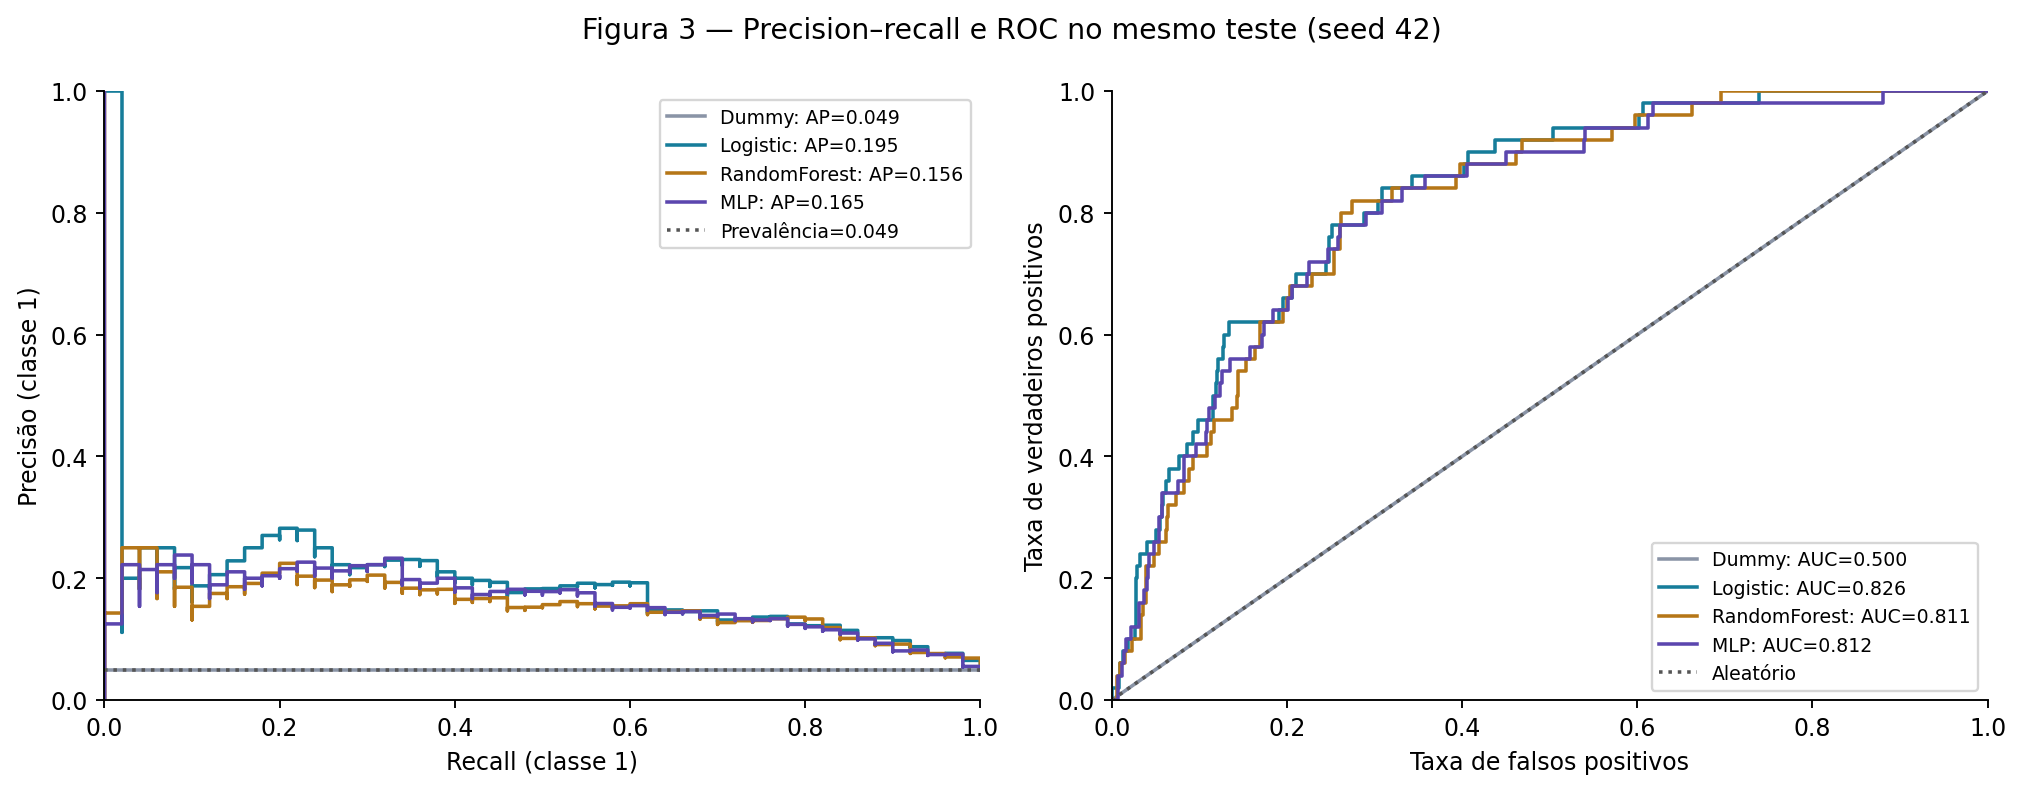 Figura 3 — Precision–recall e ROC no mesmo teste (seed 42)
Precisão (classe 1)
1.0
0.8
0.6
0.4
0.2
0.0
Dummy: AP=0.049
Logistic: AP=0.195
RandomForest: AP=0.156
MLP: AP=0.165
Prevalência=0.049
0.0 0.2 0.4 0.6 0.8 1.0
Recall (classe 1)
Taxa de verdadeiros positivos
1.0
0.8
0.6
0.4
0.2
0.0
Dummy: AUC=0.500
Logistic: AUC=0.826
RandomForest: AUC=0.811
MLP: AUC=0.812
Aleatório
0.0 0.2 0.4 0.6 0.8 1.0
Taxa de falsos positivos